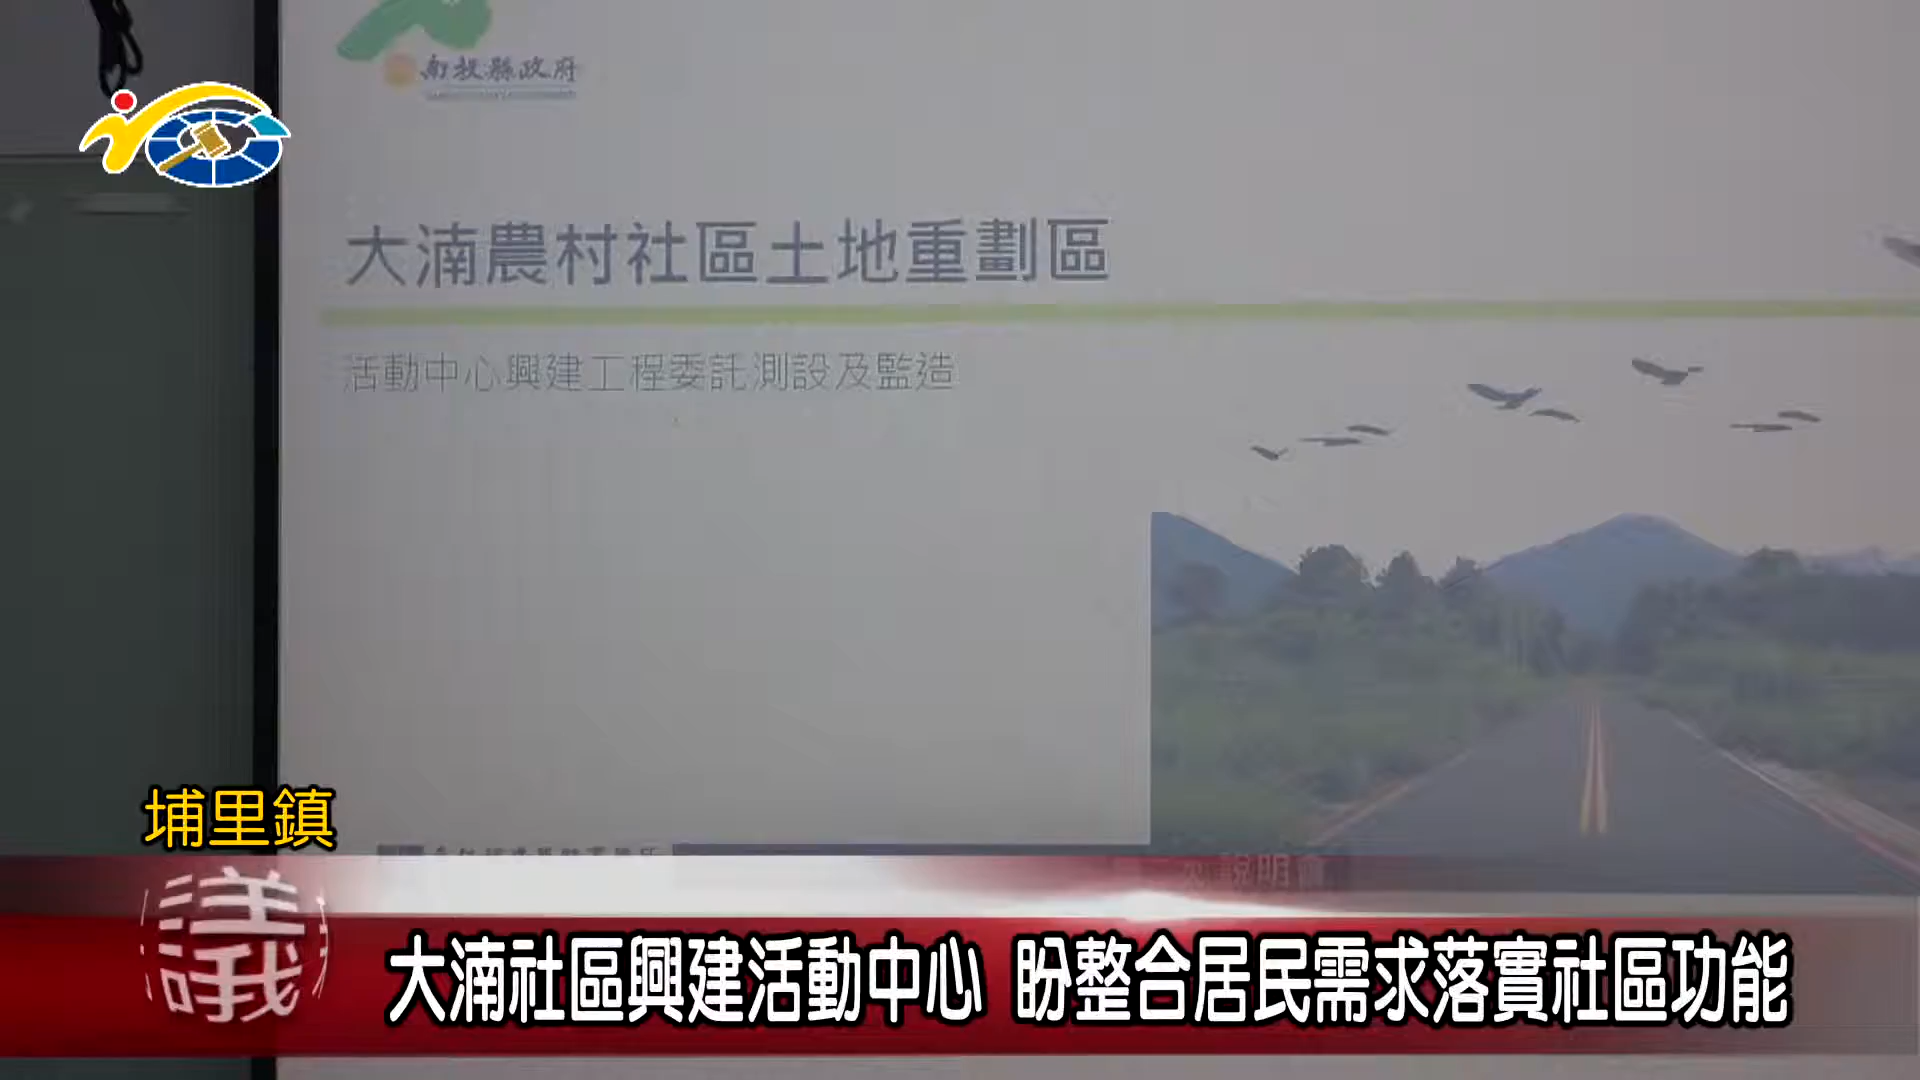 南投縣政府
大湳農村社區土地重劃區
活動中心興建工程委託測設及監造
說明會
埔里鎮
議
大湳社區興建活動中心 盼整合居民需求落實社區功能